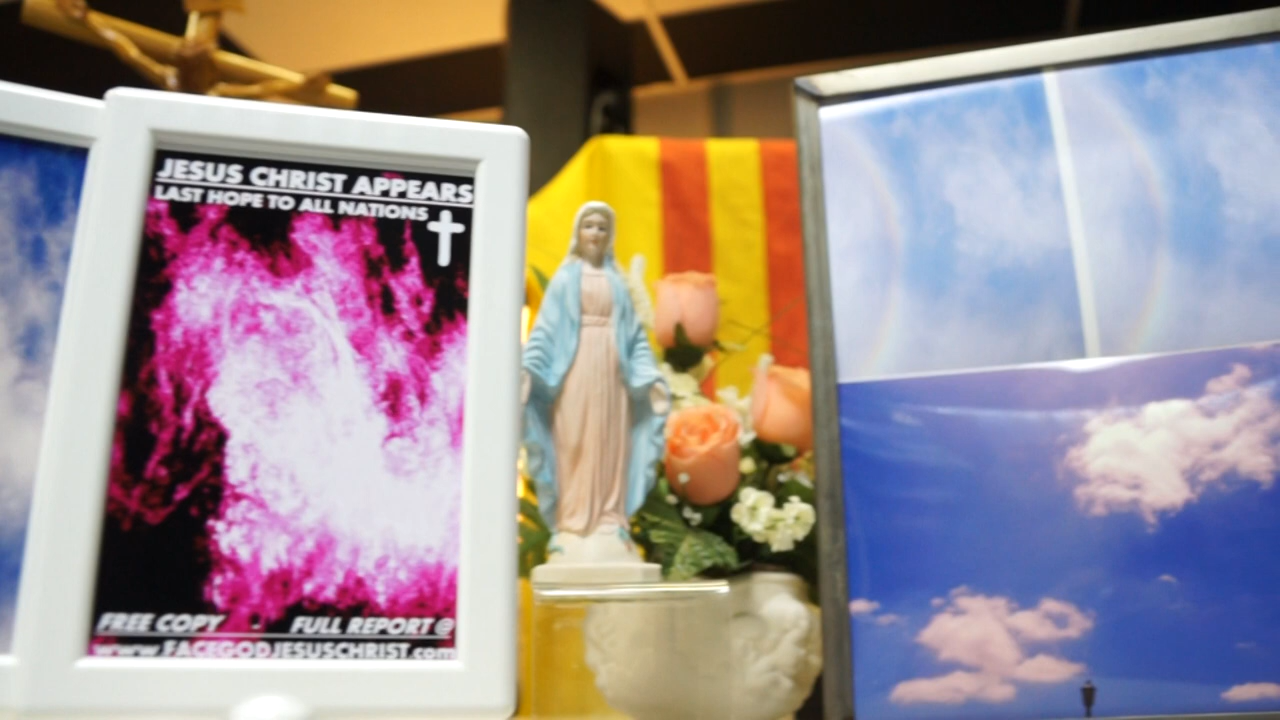 JESUS CHRIST APPEARS
LAST HOPE TO ALL NATIONS
FREE COPY - FULL REPORT @
www.FACEGODJESUSCHRIST.com